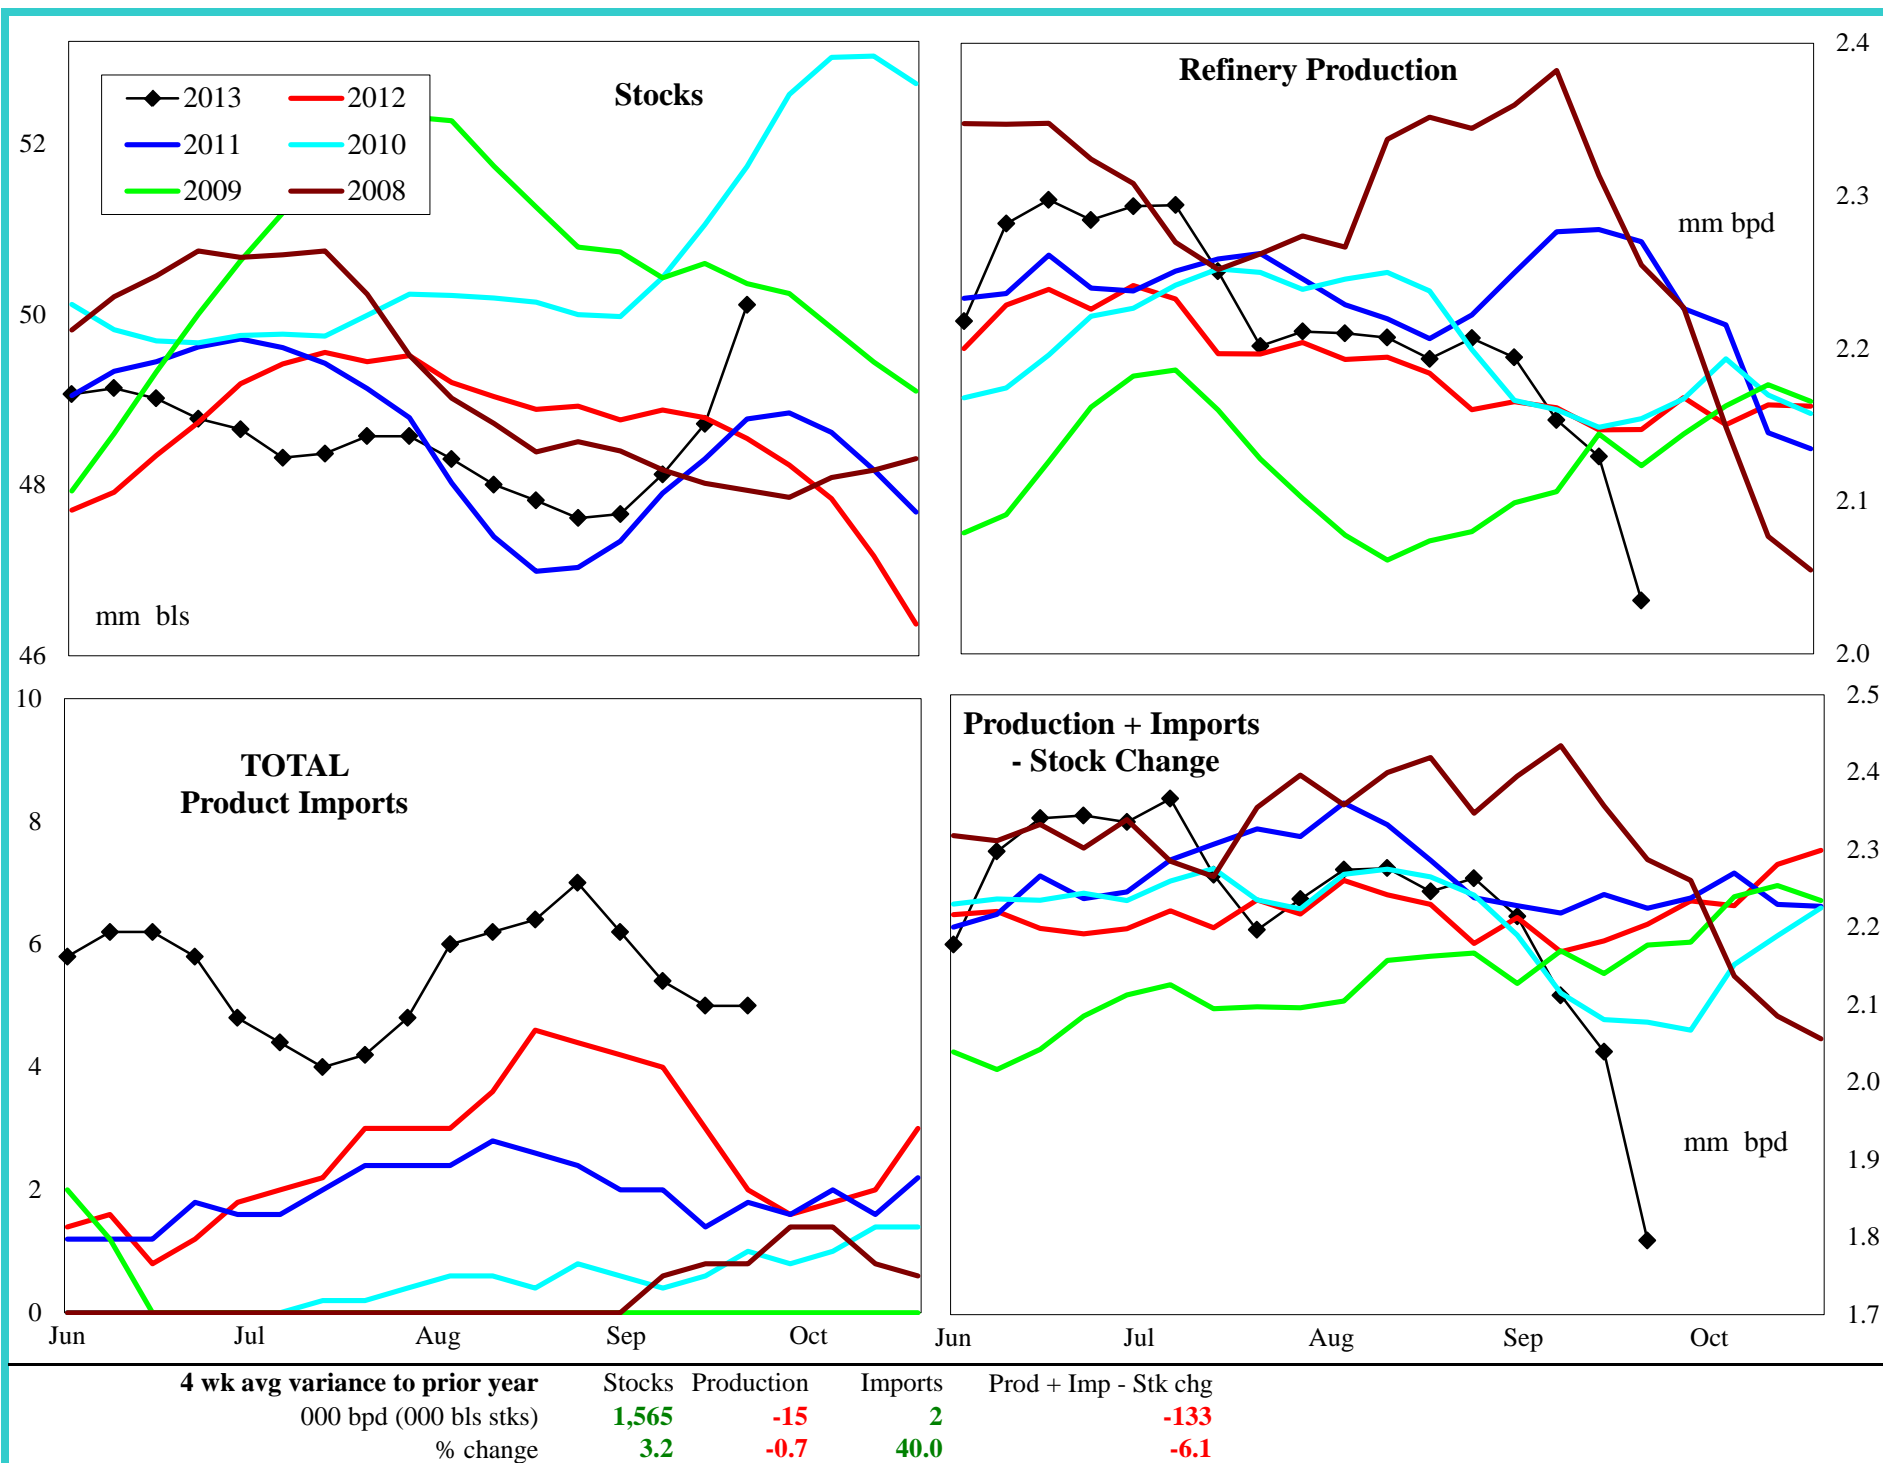 Stocks
2013 2012
2011 2010
2009 2008
52
50
48
46
mm bls
Refinery Production
mm bpd
2.4
2.3
2.2
2.1
2.0
TOTAL
Product Imports
10
8
6
4
2
0
Jun Jul Aug Sep Oct
Production + Imports
- Stock Change
mm bpd
2.5
2.4
2.3
2.2
2.1
2.0
1.9
1.8
1.7
Jun Jul Aug Sep Oct
4 wk avg variance to prior year Stocks Production Imports Prod + Imp - Stk chg
000 bpd (000 bls stks) 1,565 -15 2 -133
% change 3.2 -0.7 40.0 -6.1